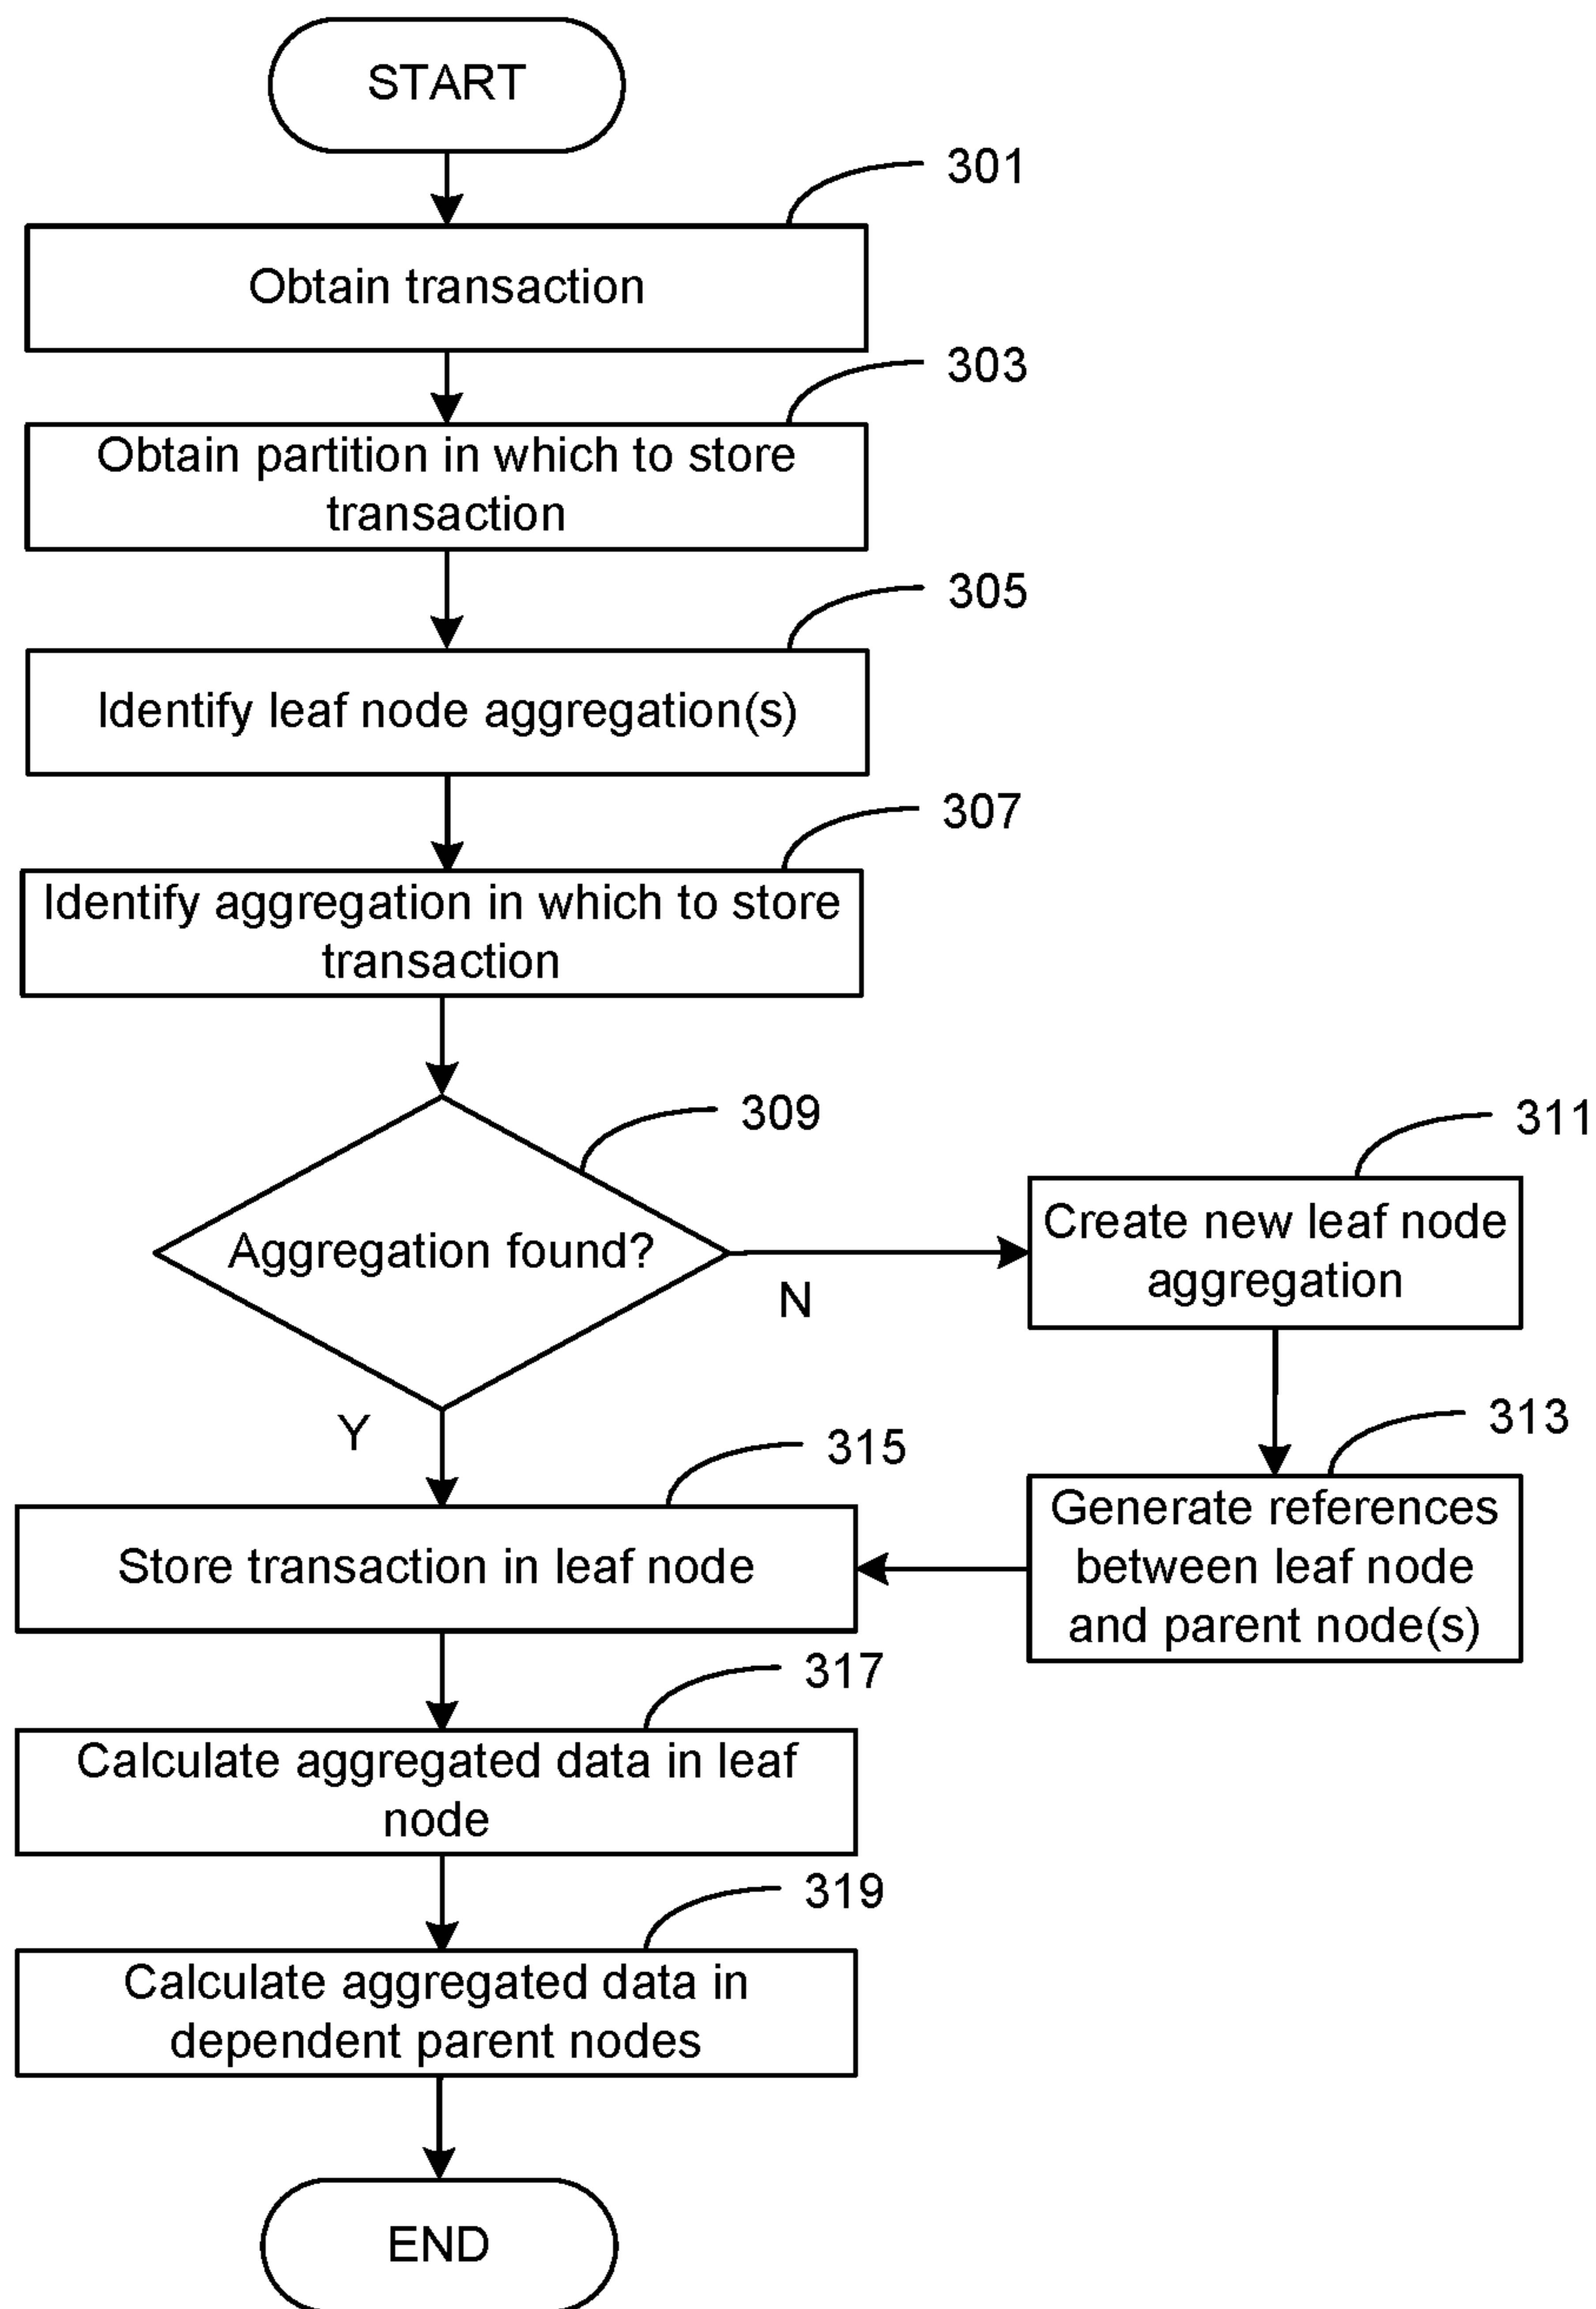 START
301
Obtain transaction
303
Obtain partition in which to store
transaction
305
Identify leaf node aggregation(s)
307
Identify aggregation in which to store
transaction
309
Aggregation found?
N
311
Create new leaf node
aggregation
313
Generate references
between leaf node
and parent node(s)
Y
315
Store transaction in leaf node
317
Calculate aggregated data in leaf
node
319
Calculate aggregated data in
dependent parent nodes
END